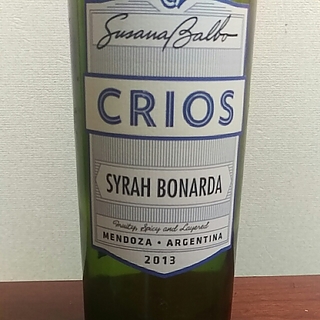 Susana Balbo
CRIOS
SYRAH BONARDA
Fruity, Spicy and Layered
MENDOZA • ARGENTINA
2013